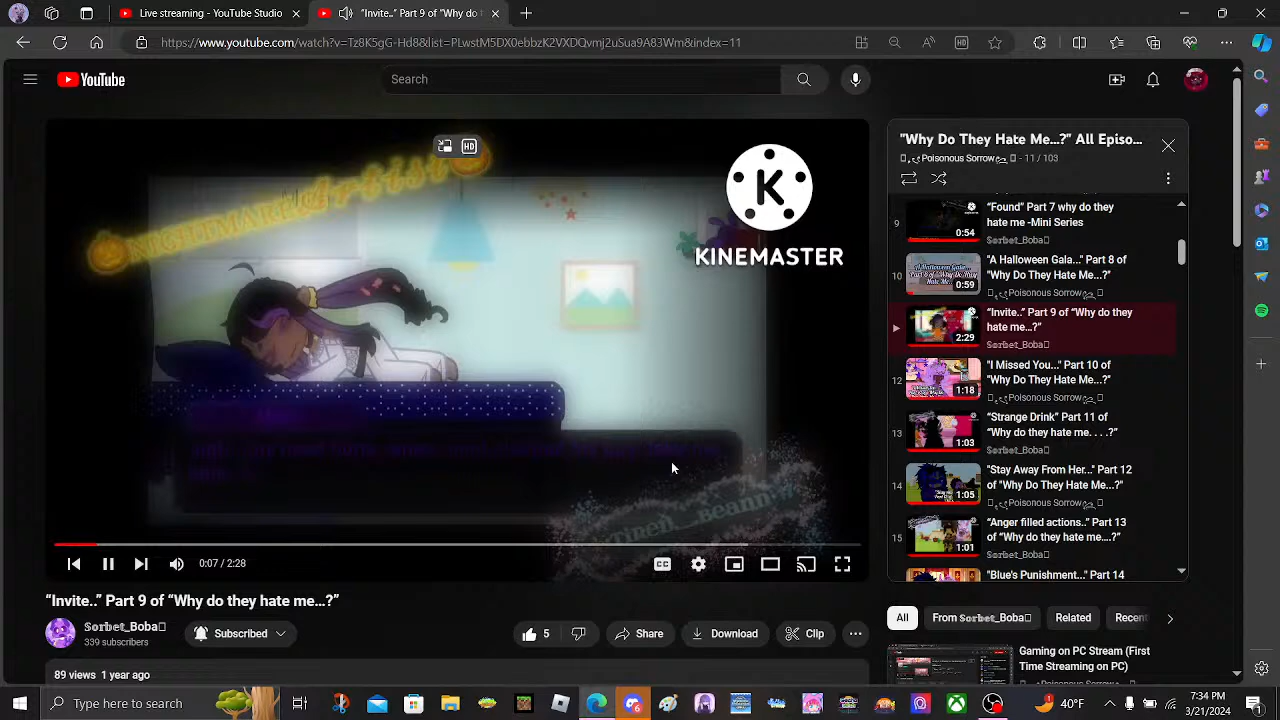 Live streaming - YouTube Studio
"Invite.." Part 9 of "Why do t
https://www.youtube.com/watch?v=Tz8K5gG-Hd8&list=PLwstM5DX0ebbzKXVXDQvmj2uSua9A83Wm&index=11
HD
YouTube
Search
HD
K
KINEMASTER
0:07 / 2:28
"Why Do They Hate Me...?" All Episo...
Poisonous Sorrow
- 11 / 103
9
0:54
"Found" Part 7 why do they
hate me -Mini Series
Sorbet_Boba
10
0:59
"A Halloween Gala..." Part 8 of
"Why Do They Hate Me...?"
Poisonous Sorrow
2:29
"Invite.." Part 9 of "Why do they
hate me...?"
Sorbet_Boba
12
1:18
"I Missed You..." Part 10 of
"Why Do They Hate Me...?"
Poisonous Sorrow
13
1:03
"Strange Drink" Part 11 of
"Why do they hate me. . . .?"
Sorbet_Boba
14
1:05
"Stay Away From Her..." Part 12
of "Why Do They Hate Me...?"
Poisonous Sorrow
15
1:01
"Anger filled actions.." Part 13
of "Why do they hate me....?"
Sorbet_Boba
"Blue's Punishment..." Part 14
"Invite.." Part 9 of "Why do they hate me...?"
Sorbet_Boba
339 subscribers
Subscribed
5
Share
Download
Clip
89 views 1 year ago
All
From Sorbet_Boba
Related
Recent
Gaming on PC Sream (First
Time Streaming on PC)
Type here to search
40°F
7:34 PM
3/21/2024